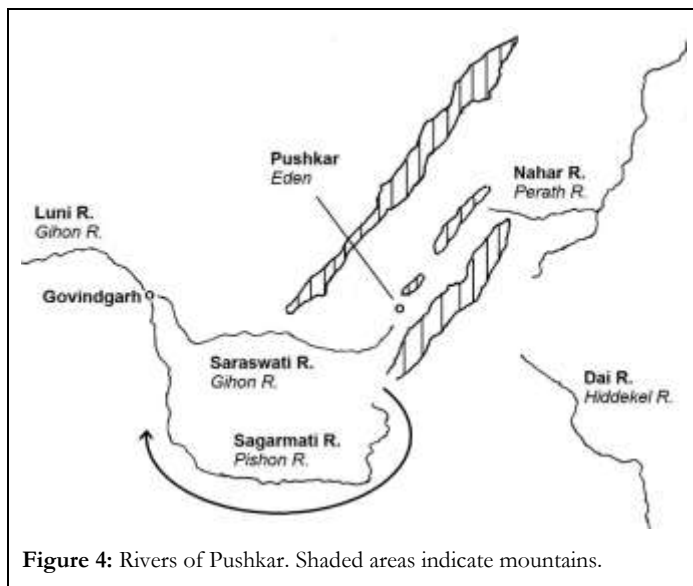 Pushkar
Eden
Nahar R.
Perath R.
Luni R.
Gihon R.
Govindgarh
Saraswati R.
Gihon R.
Dai R.
Hiddekel R.
Sagarmati R.
Pishon R.
Figure 4: Rivers of Pushkar. Shaded areas indicate mountains.